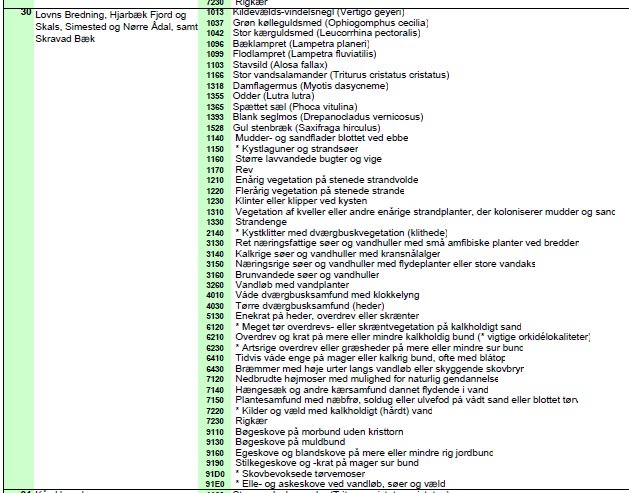 7230 Rigkær
30 Lovns Bredning, Hjarbæk Fjord og
Skals, Simested og Nørre Ådal, samt
Skravad Bæk
1013 Kildevælds-vindelsnegl (Vertigo geyeri)
1037 Grøn kølleguldsmed (Ophiogomphus cecilia)
1042 Stor kærguldsmed (Leucorrhina pectoralis)
1096 Bæklampret (Lampetra planeri)
1099 Flodlampret (Lampetra fluviatilis)
1103 Stavsild (Alosa fallax)
1166 Stor vandsalamander (Triturus cristatus cristatus)
1318 Damflagermus (Myotis dasycneme)
1355 Odder (Lutra lutra)
1365 Spættet sæl (Phoca vitulina)
1393 Blank seglmos (Drepanocladus vernicosus)
1528 Gul stenbræk (Saxifraga hirculus)
1140 Mudder- og sandflader blottet ved ebbe
1150 * Kystlaguner og strandsøer
1160 Større lavvandede bugter og vige
1170 Rev
1210 Enårig vegetation på stenede strandvolde
1220 Flerårig vegetation på stenede strande
1230 Klinter eller klipper ved kysten
1310 Vegetation af kveller eller andre enårige strandplanter, der koloniserer mudder og sand
1330 Strandenge
2140 * Kystklitter med dværgbuskvegetation (klithede)
3130 Ret næringsfattige søer og vandhuller med små amfibiske planter ved bredden
3140 Kalkrige søer og vandhuller med kransnålalger
3150 Næringsrige søer og vandhuller med flydeplanter eller store vandaks
3160 Brunvandede søer og vandhuller
3260 Vandløb med vandplanter
4010 Våde dværgbusksamfund med klokkelyng
4030 Tørre dværgbusksamfund (heder)
5130 Enekrat på heder, overdrev eller skrænter
6120 * Meget tør overdrevs- eller skræntvegetation på kalkholdigt sand
6210 Overdrev og krat på mere eller mindre kalkholdig bund (* vigtige orkidélokaliteter)
6230 * Artsrige overdrev eller græsheder på mere eller mindre sur bund
6410 Tidvis våde enge på mager eller kalkrig bund, ofte med blåtop
6430 Bræmmer med høje urter langs vandløb eller skyggende skovbryn
7120 Nedbrudte højmoser med mulighed for naturlig gendannelse
7140 Hængesæk og andre kærsamfund dannet flydende i vand
7150 Plantesamfund med næbfrø, soldug eller ulvefod på vådt sand eller blottet tørv
7220 * Kilder og væld med kalkholdigt (hårdt) vand
7230 Rigkær
9110 Bøgeskove på morbund uden kristtorn
9130 Bøgeskove på muldbund
9160 Egeskove og blandskove på mere eller mindre rig jordbund
9190 Stilkegeskove og -krat på mager sur bund
91D0 * Skovbevoksede tørvemoser
91E0 * Elle- og askeskove ved vandløb, søer og væld